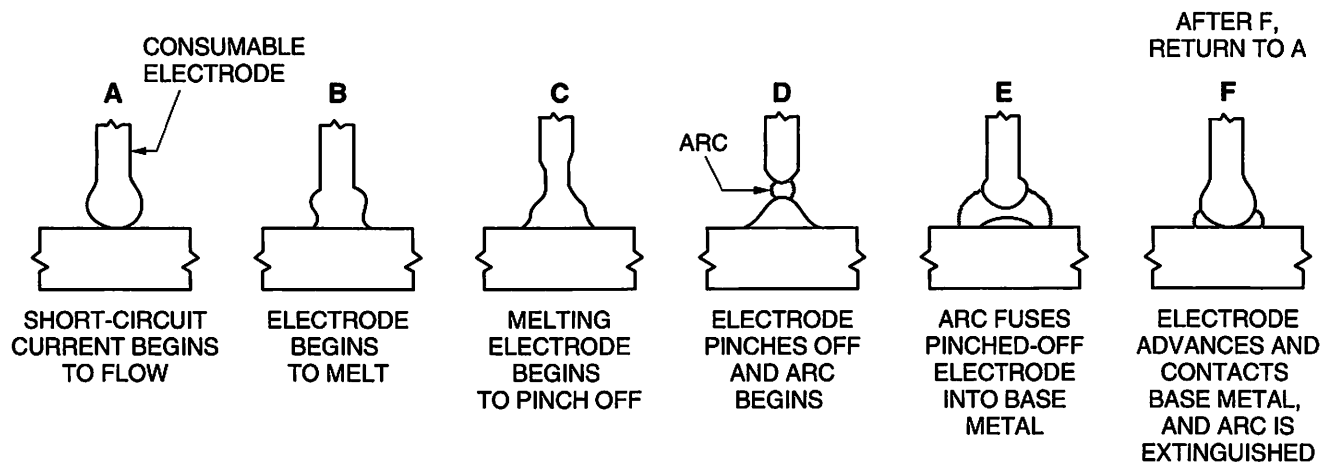 AFTER F,
RETURN TO A
CONSUMABLE
ELECTRODE
A
B
C
D
E
F
ARC
SHORT-CIRCUIT
CURRENT BEGINS
TO FLOW
ELECTRODE
BEGINS
TO MELT
MELTING
ELECTRODE
BEGINS
TO PINCH OFF
ELECTRODE
PINCHES OFF
AND ARC
BEGINS
ARC FUSES
PINCHED-OFF
ELECTRODE
INTO BASE
METAL
ELECTRODE
ADVANCES AND
CONTACTS
BASE METAL,
AND ARC IS
EXTINGUISHED